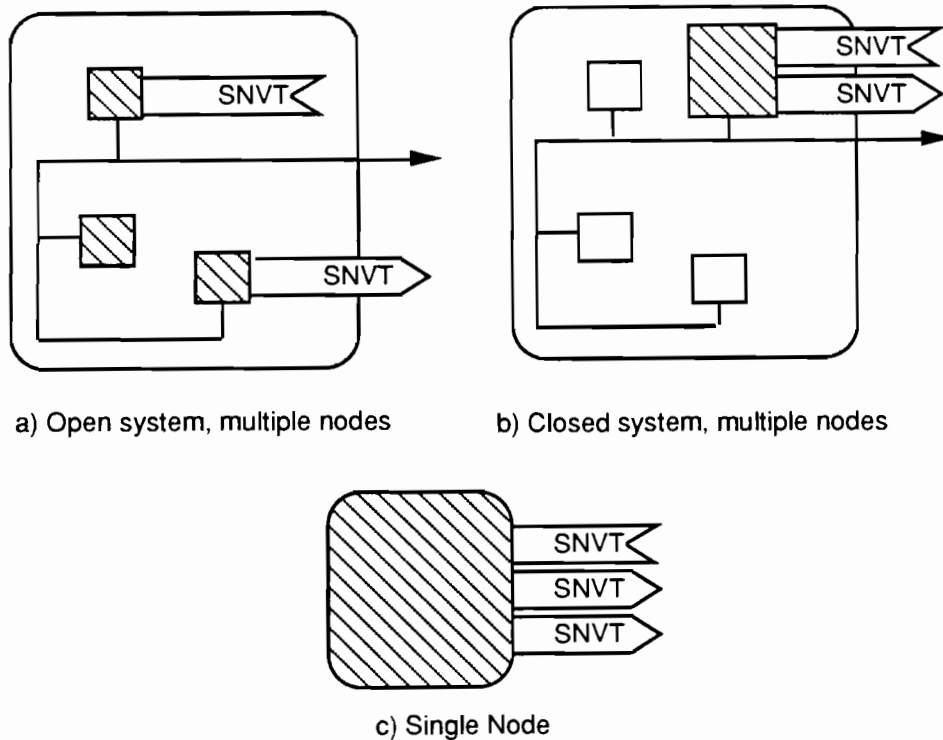 SNVT
SNVT
SNVT
SNVT
a) Open system, multiple nodes
b) Closed system, multiple nodes
SNVT
SNVT
SNVT
c) Single Node